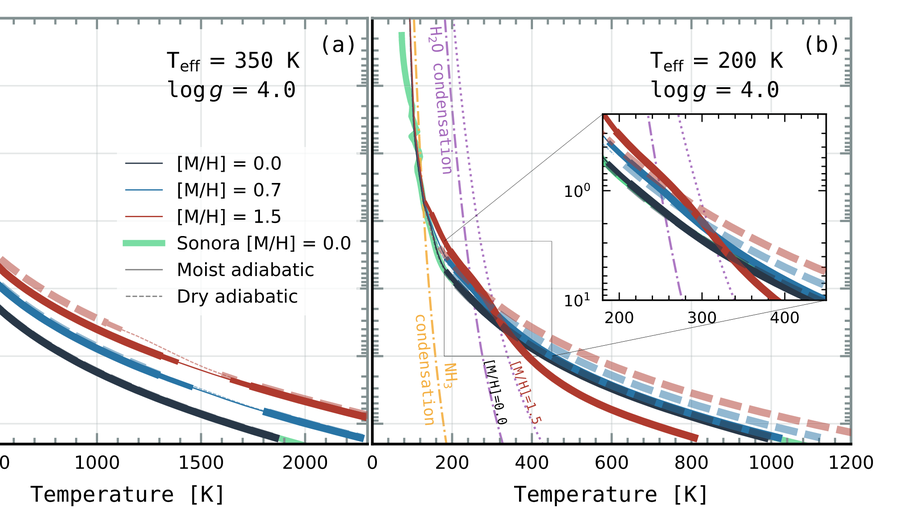 (a)
T_eff = 350 K
log g = 4.0
[M/H] = 0.0
[M/H] = 0.7
[M/H] = 1.5
Sonora [M/H] = 0.0
Moist adiabatic
Dry adiabatic
0 1000 1500 2000
Temperature [K]
(b)
T_eff = 200 K
log g = 4.0
H₂O condensation
NH₃
condensation
[M/H]=0.0
[M/H]=1.5
10⁰
10¹
200 300 400
0 200 400 600 800 1000 1200
Temperature [K]